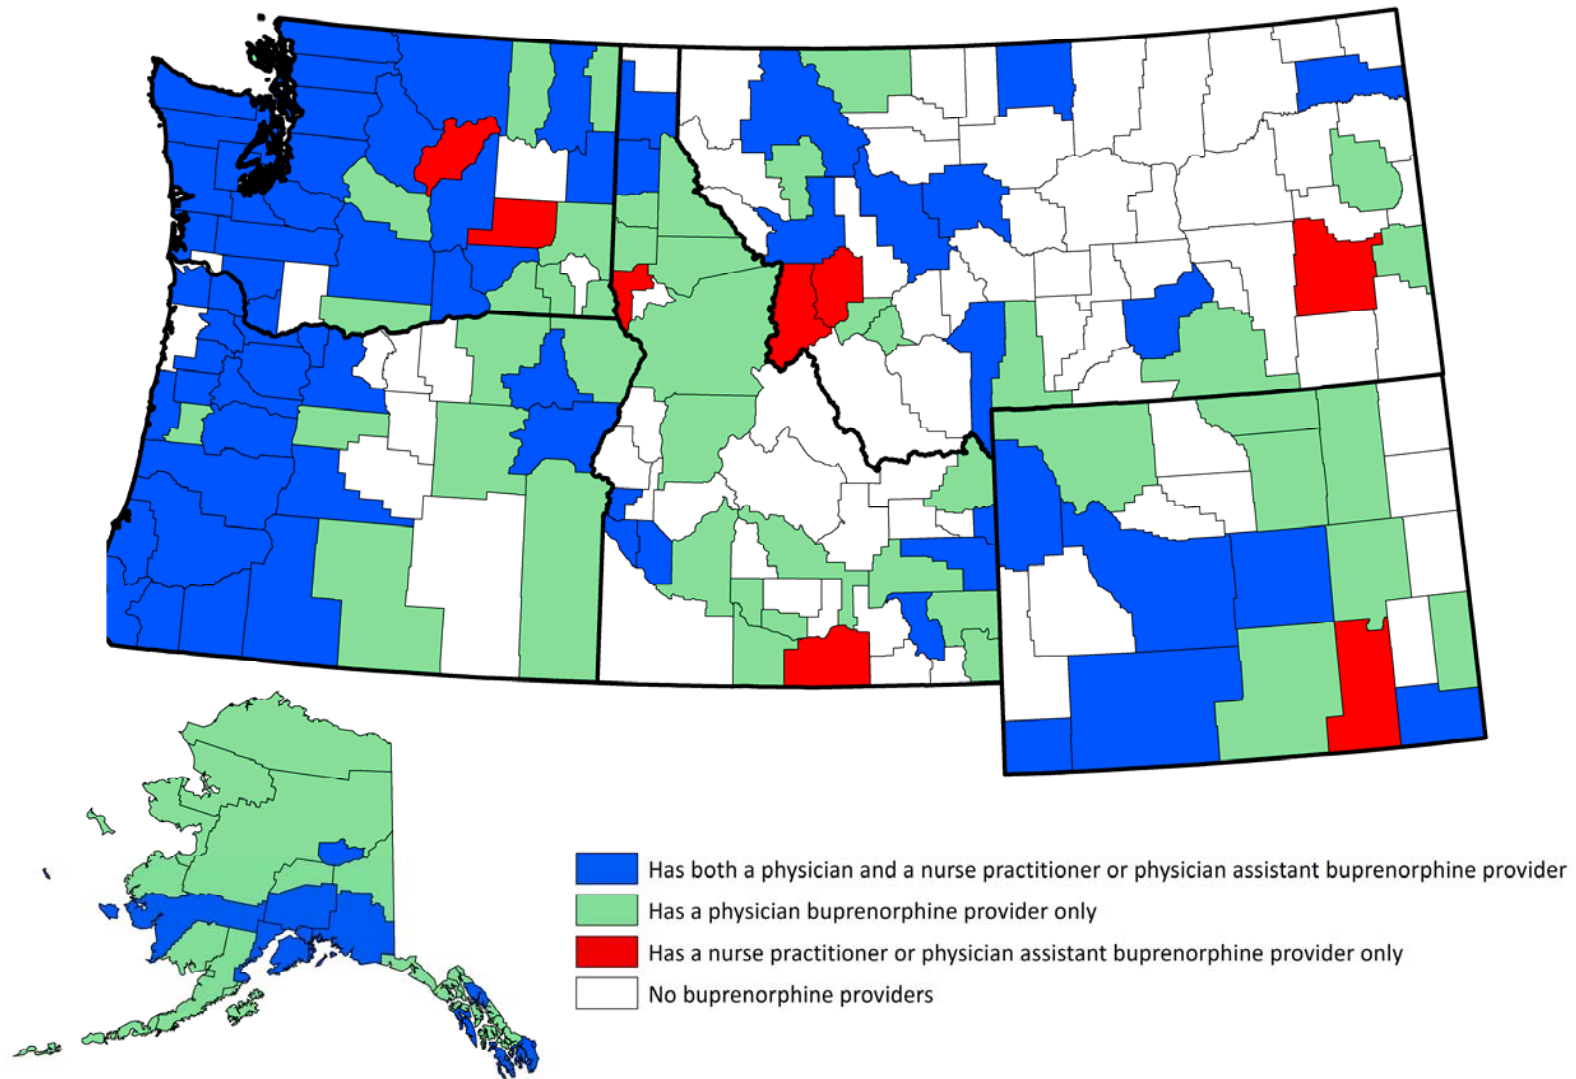 Has both a physician and a nurse practitioner or physician assistant buprenorphine provider
Has a physician buprenorphine provider only
Has a nurse practitioner or physician assistant buprenorphine provider only
No buprenorphine providers